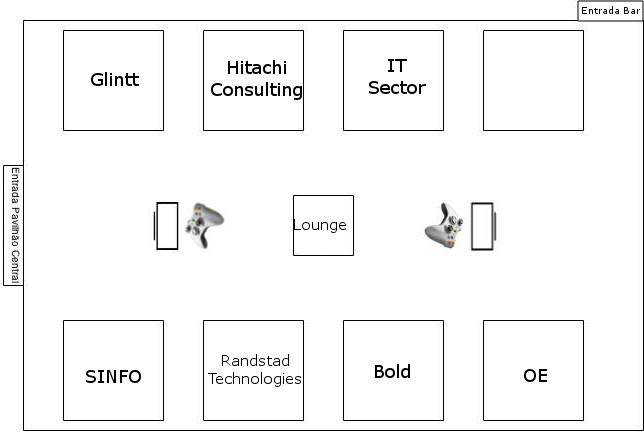 Entrada Bar
Glintt
Hitachi
Consulting
IT
Sector
Entrada Pavilhão Central
Lounge
SINFO
Randstad
Technologies
Bold
OE